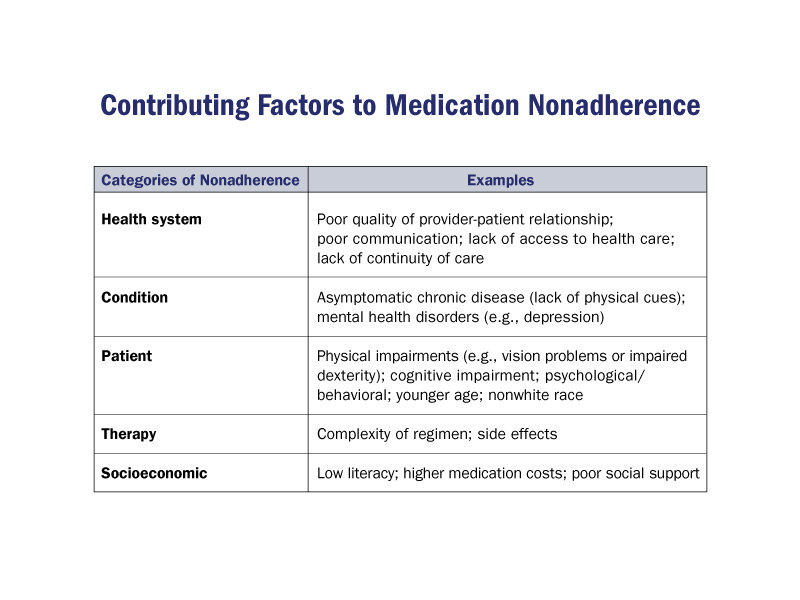 Contributing Factors to Medication Nonadherence
Categories of Nonadherence
Examples
Health system
Poor quality of provider-patient relationship;
poor communication; lack of access to health care;
lack of continuity of care
Condition
Asymptomatic chronic disease (lack of physical cues);
mental health disorders (e.g., depression)
Patient
Physical impairments (e.g., vision problems or impaired
dexterity); cognitive impairment; psychological/
behavioral; younger age; nonwhite race
Therapy
Complexity of regimen; side effects
Socioeconomic
Low literacy; higher medication costs; poor social support